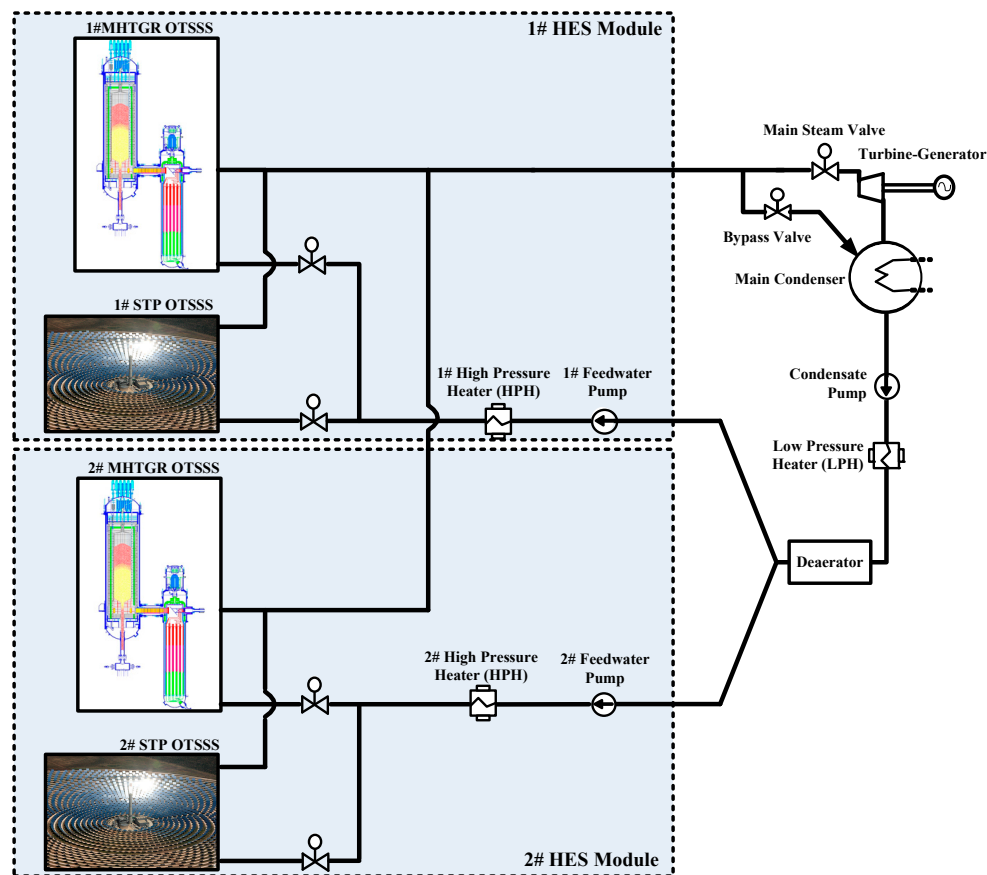 1#MHTGR OTSSS
1# HES Module
Main Steam Valve
Turbine-Generator
Bypass Valve
Main Condenser
1# STP OTSSS
1# High Pressure
Heater (HPH)
1# Feedwater
Pump
Condensate
Pump
Low Pressure
Heater (LPH)
2# MHTGR OTSSS
Deaerator
2# High Pressure
Heater (HPH)
2# Feedwater
Pump
2# STP OTSSS
2# HES Module